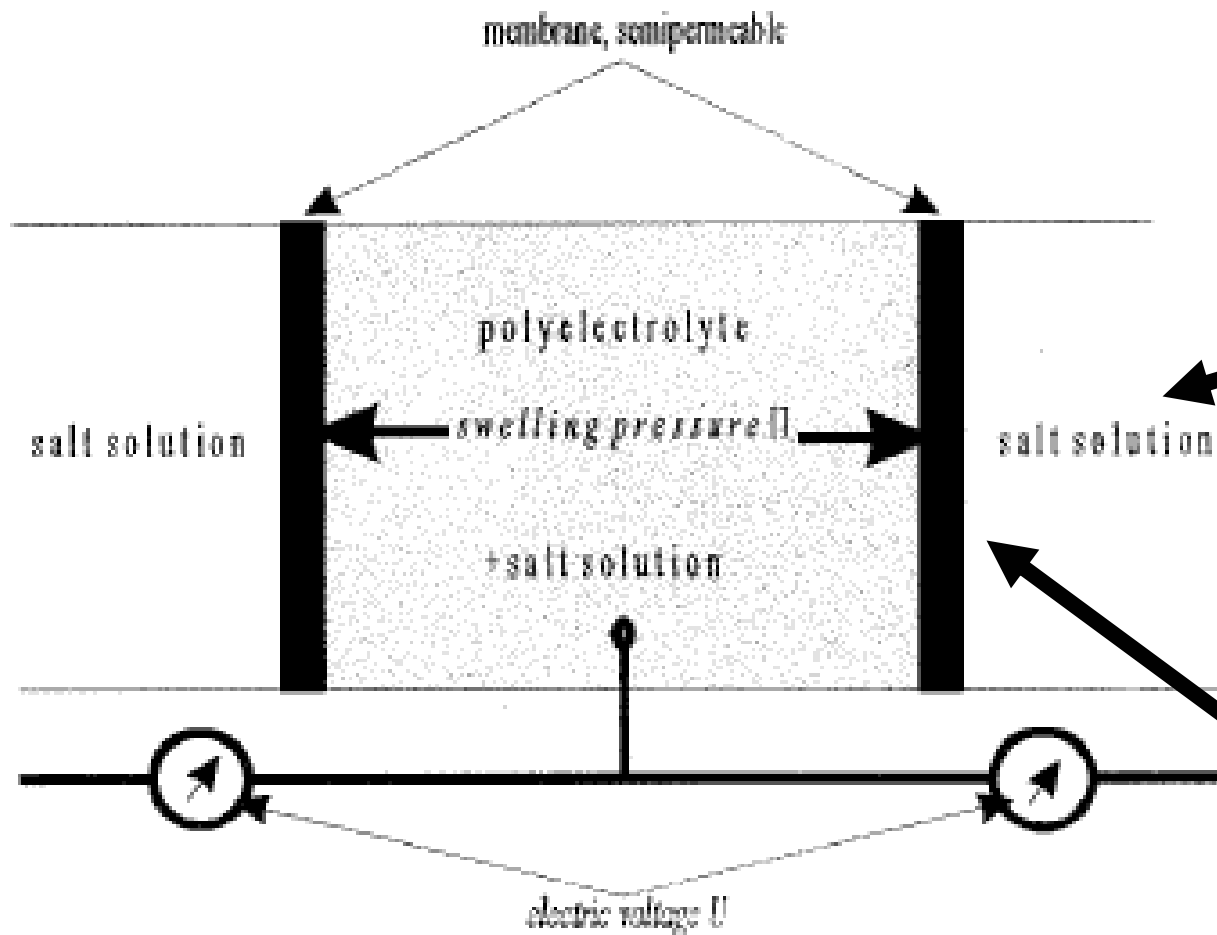 membrane, semipermeable
polyelectrolyte
swelling pressure Π
salt solution
salt solution
+salt solution
electric voltage U